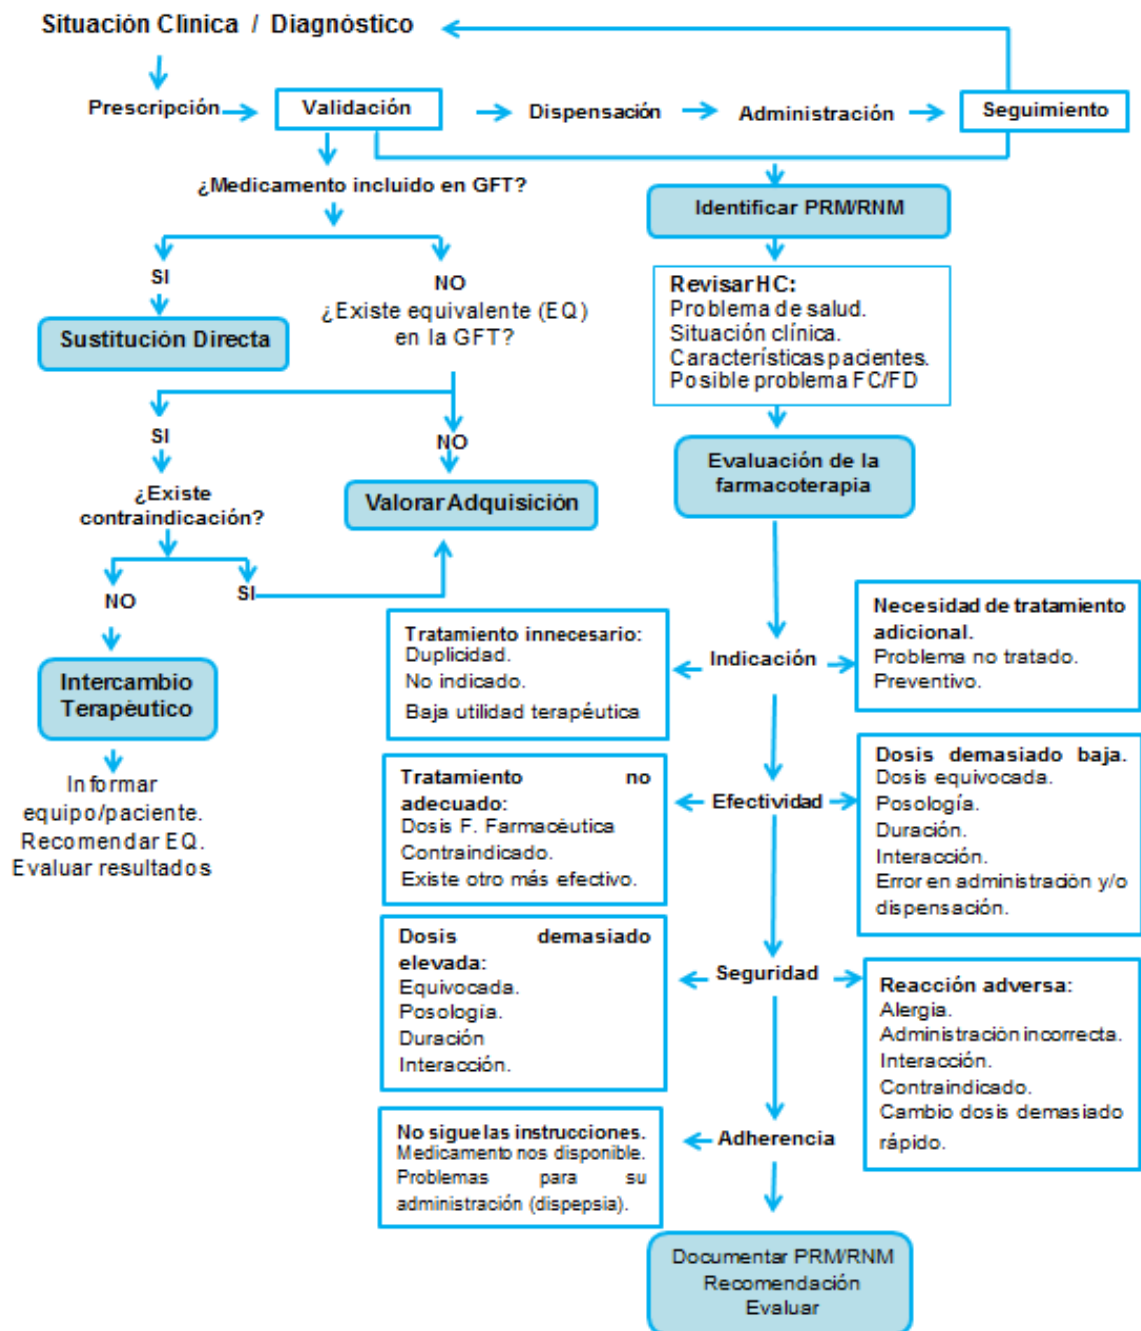 Situación Clínica / Diagnóstico
Prescripción
Validación
Dispensación
Administración
Seguimiento
¿Medicamento incluido en GFT?
SI
Sustitución Directa
NO
¿Existe equivalente (EQ)
en la GFT?
SI
NO
¿Existe
contraindicación?
Valorar Adquisición
NO
SI
Intercambio
Terapéutico
Informar
equipo/paciente.
Recomendar EQ.
Evaluar resultados
Identificar PRM/RNM
Revisar HC:
Problema de salud.
Situación clínica.
Características pacientes.
Posible problema FC/FD
Evaluación de la
farmacoterapia
Tratamiento innecesario:
Duplicidad.
No indicado.
Baja utilidad terapéutica
Indicación
Necesidad de tratamiento
adicional.
Problema no tratado.
Preventivo.
Tratamiento no
adecuado:
Dosis F. Farmacéutica
Contraindicado.
Existe otro más efectivo.
Efectividad
Dosis demasiado baja.
Dosis equivocada.
Posología.
Duración.
Interacción.
Error en administración y/o
dispensación.
Dosis demasiado
elevada:
Equivocada.
Posología.
Duración
Interacción.
Seguridad
Reacción adversa:
Alergia.
Administración incorrecta.
Interacción.
Contraindicado.
Cambio dosis demasiado
rápido.
No sigue las instrucciones.
Medicamento nos disponible.
Problemas para su
administración (dispepsia).
Adherencia
Documentar PRM/RNM
Recomendación
Evaluar